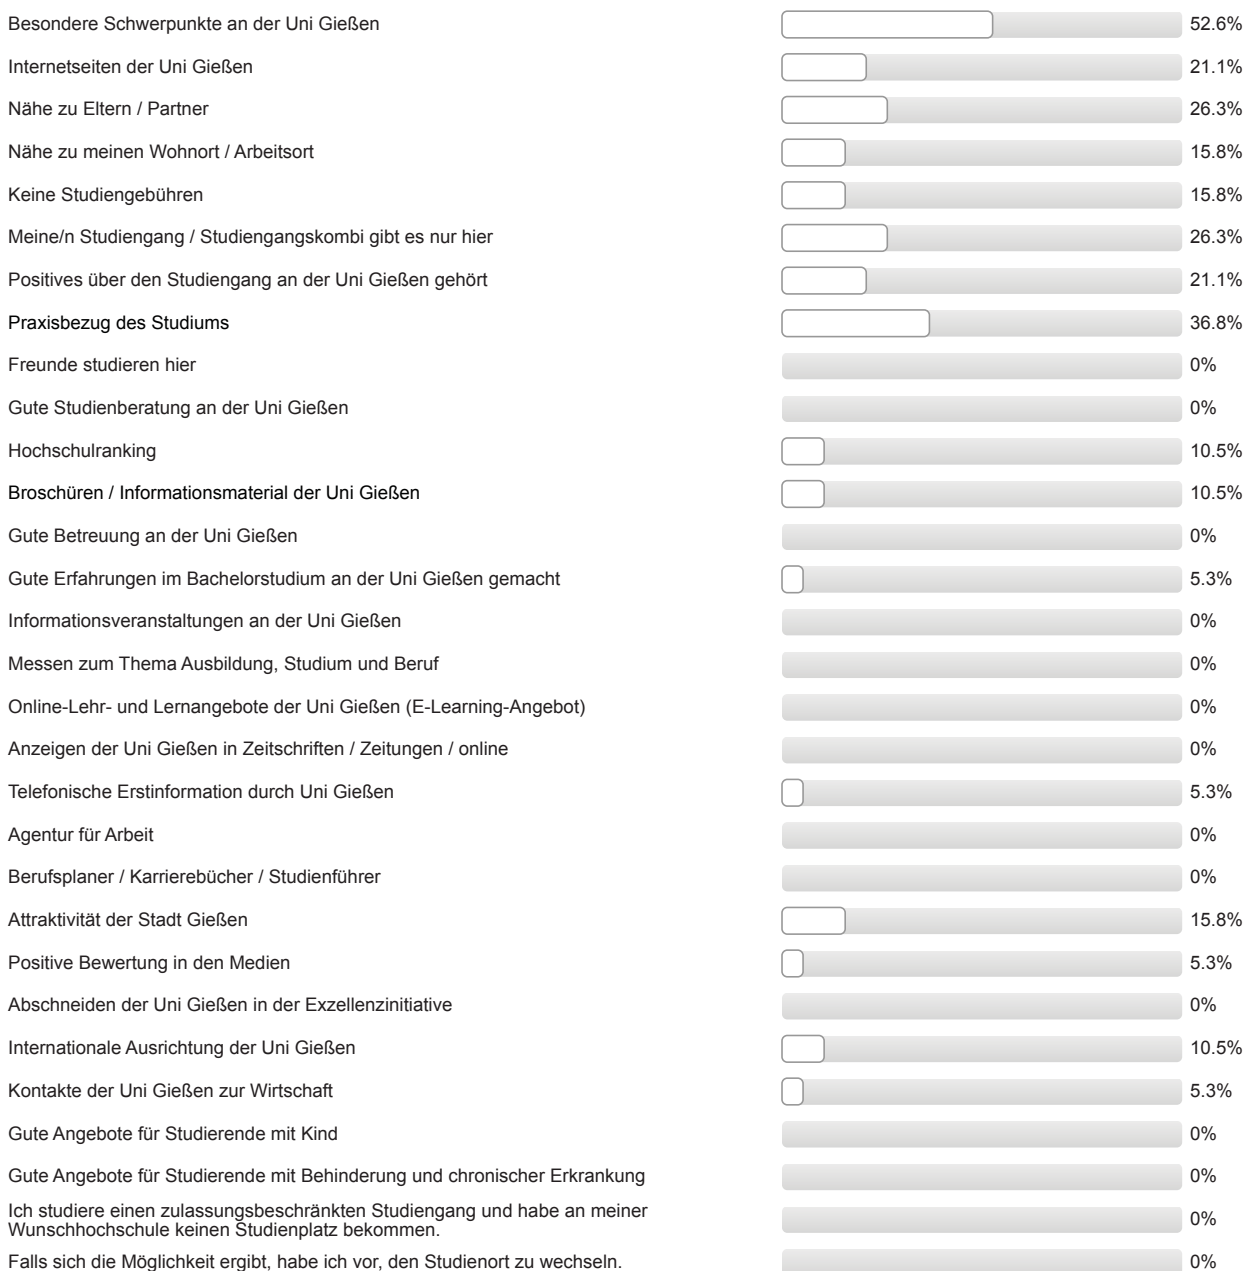 Besondere Schwerpunkte an der Uni Gießen 52.6%
Internetseiten der Uni Gießen 21.1%
Nähe zu Eltern / Partner 26.3%
Nähe zu meinen Wohnort / Arbeitsort 15.8%
Keine Studiengebühren 15.8%
Meine/n Studiengang / Studiengangskombi gibt es nur hier 26.3%
Positives über den Studiengang an der Uni Gießen gehört 21.1%
Praxisbezug des Studiums 36.8%
Freunde studieren hier 0%
Gute Studienberatung an der Uni Gießen 0%
Hochschulranking 10.5%
Broschüren / Informationsmaterial der Uni Gießen 10.5%
Gute Betreuung an der Uni Gießen 0%
Gute Erfahrungen im Bachelorstudium an der Uni Gießen gemacht 5.3%
Informationsveranstaltungen an der Uni Gießen 0%
Messen zum Thema Ausbildung, Studium und Beruf 0%
Online-Lehr- und Lernangebote der Uni Gießen (E-Learning-Angebot) 0%
Anzeigen der Uni Gießen in Zeitschriften / Zeitungen / online 0%
Telefonische Erstinformation durch Uni Gießen 5.3%
Agentur für Arbeit 0%
Berufsplaner / Karrierebücher / Studienführer 0%
Attraktivität der Stadt Gießen 15.8%
Positive Bewertung in den Medien 5.3%
Abschneiden der Uni Gießen in der Exzellenzinitiative 0%
Internationale Ausrichtung der Uni Gießen 10.5%
Kontakte der Uni Gießen zur Wirtschaft 5.3%
Gute Angebote für Studierende mit Kind 0%
Gute Angebote für Studierende mit Behinderung und chronischer Erkrankung 0%
Ich studiere einen zulassungsbeschränkten Studiengang und habe an meiner
Wunschhochschule keinen Studienplatz bekommen. 0%
Falls sich die Möglichkeit ergibt, habe ich vor, den Studienort zu wechseln. 0%